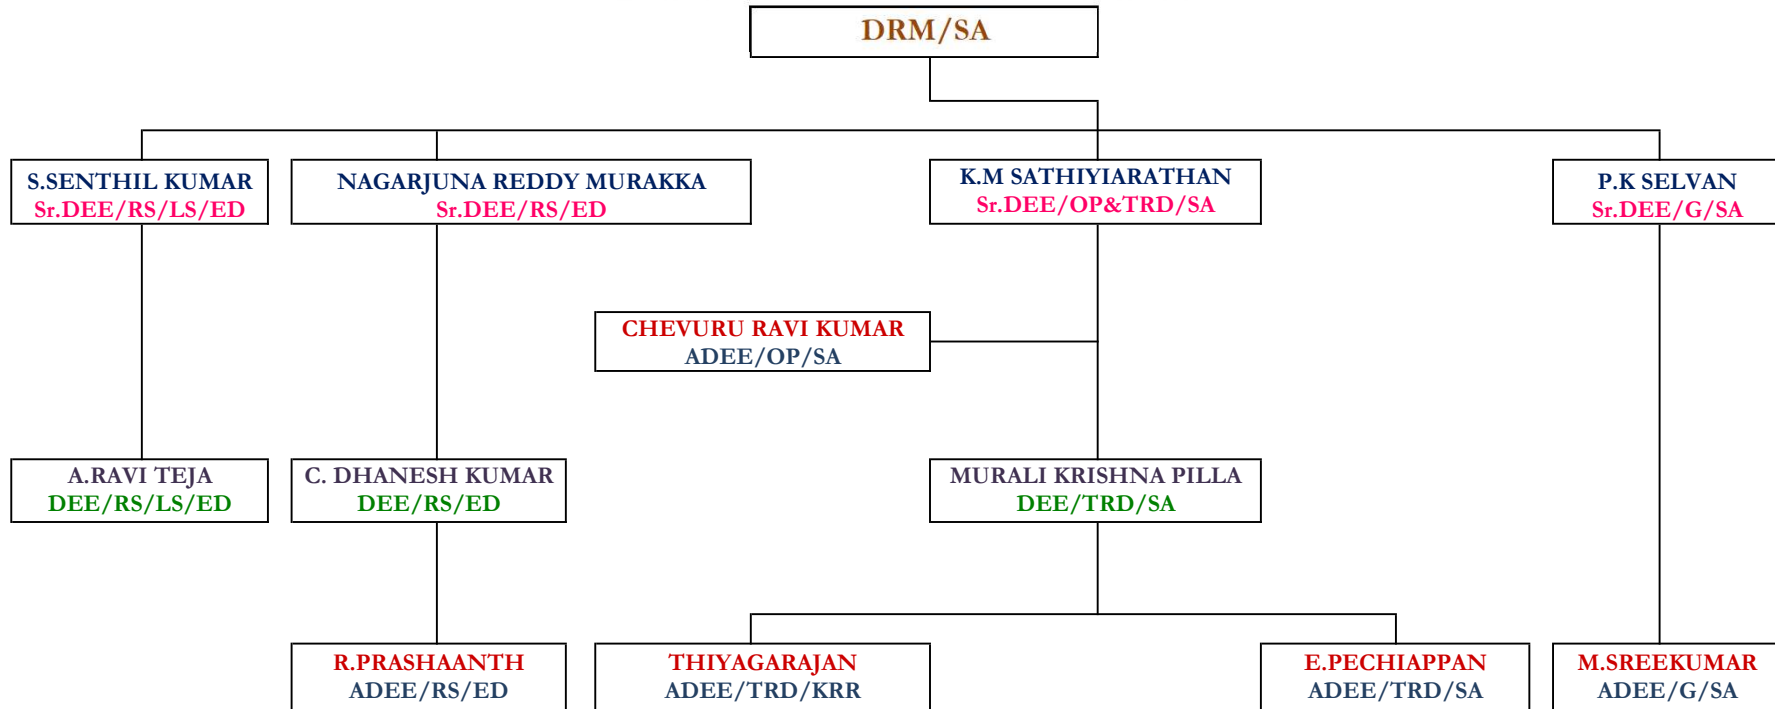 DRM/SA
S.SENTHIL KUMAR
Sr.DEE/RS/LS/ED
NAGARJUNA REDDY MURAKKA
Sr.DEE/RS/ED
K.M SATHIYIARATHAN
Sr.DEE/OP&TRD/SA
P.K SELVAN
Sr.DEE/G/SA
CHEVURU RAVI KUMAR
ADEE/OP/SA
A.RAVI TEJA
DEE/RS/LS/ED
C. DHANESH KUMAR
DEE/RS/ED
MURALI KRISHNA PILLA
DEE/TRD/SA
R.PRASHAANTH
ADEE/RS/ED
THIYAGARAJAN
ADEE/TRD/KRR
E.PECHIAPPAN
ADEE/TRD/SA
M.SREEKUMAR
ADEE/G/SA